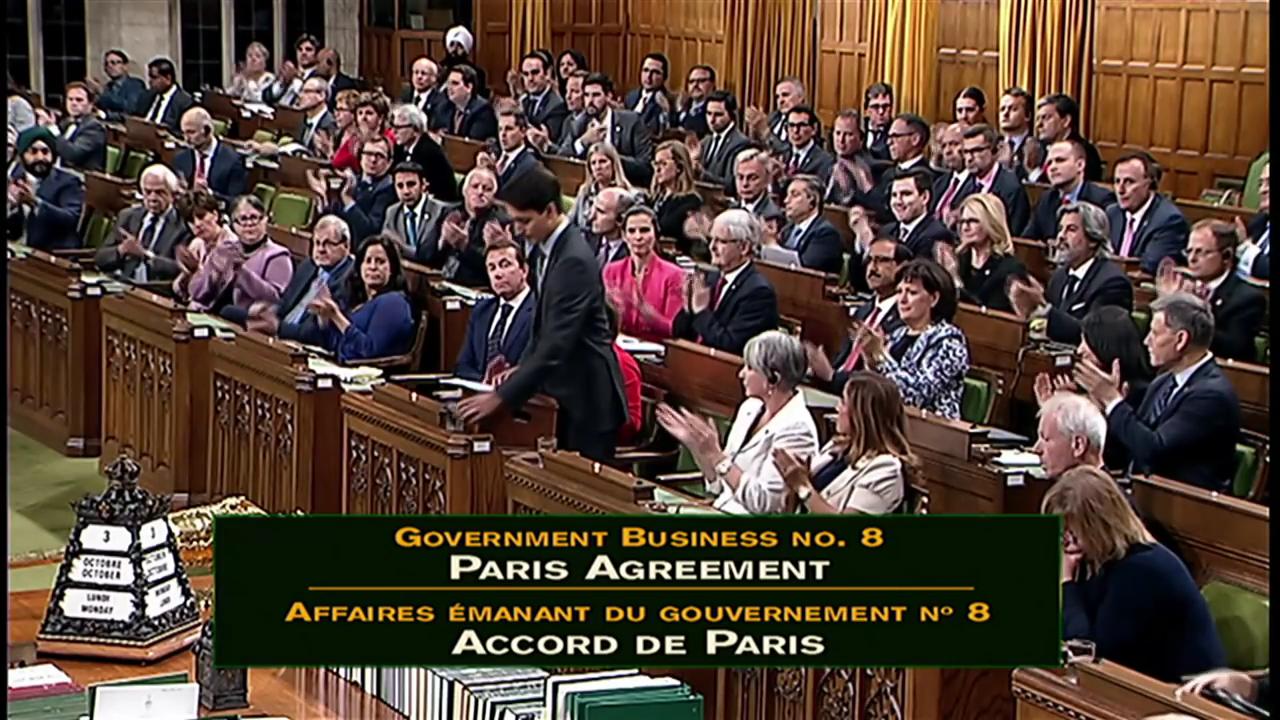 GOVERNMENT BUSINESS NO. 8
PARIS AGREEMENT
AFFAIRES ÉMANANT DU GOUVERNEMENT Nº 8
ACCORD DE PARIS
3
OCTOBRE
OCTOBER
LUNDI
MONDAY